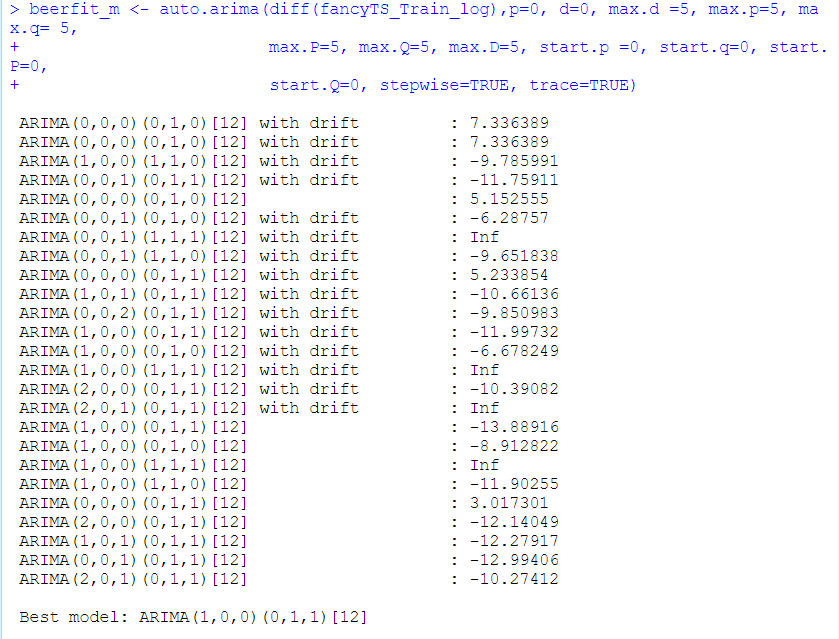 > beerfit_m <- auto.arima(diff(fancyTS_Train_log),p=0, d=0, max.d =5, max.p=5, ma
x.q= 5,
+ max.P=5, max.Q=5, max.D=5, start.p =0, start.q=0, start.
P=0,
+ start.Q=0, stepwise=TRUE, trace=TRUE)
ARIMA(0,0,0)(0,1,0)[12] with drift : 7.336389
ARIMA(0,0,0)(0,1,0)[12] with drift : 7.336389
ARIMA(1,0,0)(1,1,0)[12] with drift : -9.785991
ARIMA(0,0,1)(0,1,1)[12] with drift : -11.75911
ARIMA(0,0,0)(0,1,0)[12] : 5.152555
ARIMA(0,0,1)(0,1,0)[12] with drift : -6.28757
ARIMA(0,0,1)(1,1,1)[12] with drift : Inf
ARIMA(0,0,1)(1,1,0)[12] with drift : -9.651838
ARIMA(0,0,0)(0,1,1)[12] with drift : 5.233854
ARIMA(1,0,1)(0,1,1)[12] with drift : -10.66136
ARIMA(0,0,2)(0,1,1)[12] with drift : -9.850983
ARIMA(1,0,0)(0,1,1)[12] with drift : -11.99732
ARIMA(1,0,0)(0,1,0)[12] with drift : -6.678249
ARIMA(1,0,0)(1,1,1)[12] with drift : Inf
ARIMA(2,0,0)(0,1,1)[12] with drift : -10.39082
ARIMA(2,0,1)(0,1,1)[12] with drift : Inf
ARIMA(1,0,0)(0,1,1)[12] : -13.88916
ARIMA(1,0,0)(0,1,0)[12] : -8.912822
ARIMA(1,0,0)(1,1,1)[12] : Inf
ARIMA(1,0,0)(1,1,0)[12] : -11.90255
ARIMA(0,0,0)(0,1,1)[12] : 3.017301
ARIMA(2,0,0)(0,1,1)[12] : -12.14049
ARIMA(1,0,1)(0,1,1)[12] : -12.27917
ARIMA(0,0,1)(0,1,1)[12] : -12.99406
ARIMA(2,0,1)(0,1,1)[12] : -10.27412
Best model: ARIMA(1,0,0)(0,1,1)[12]